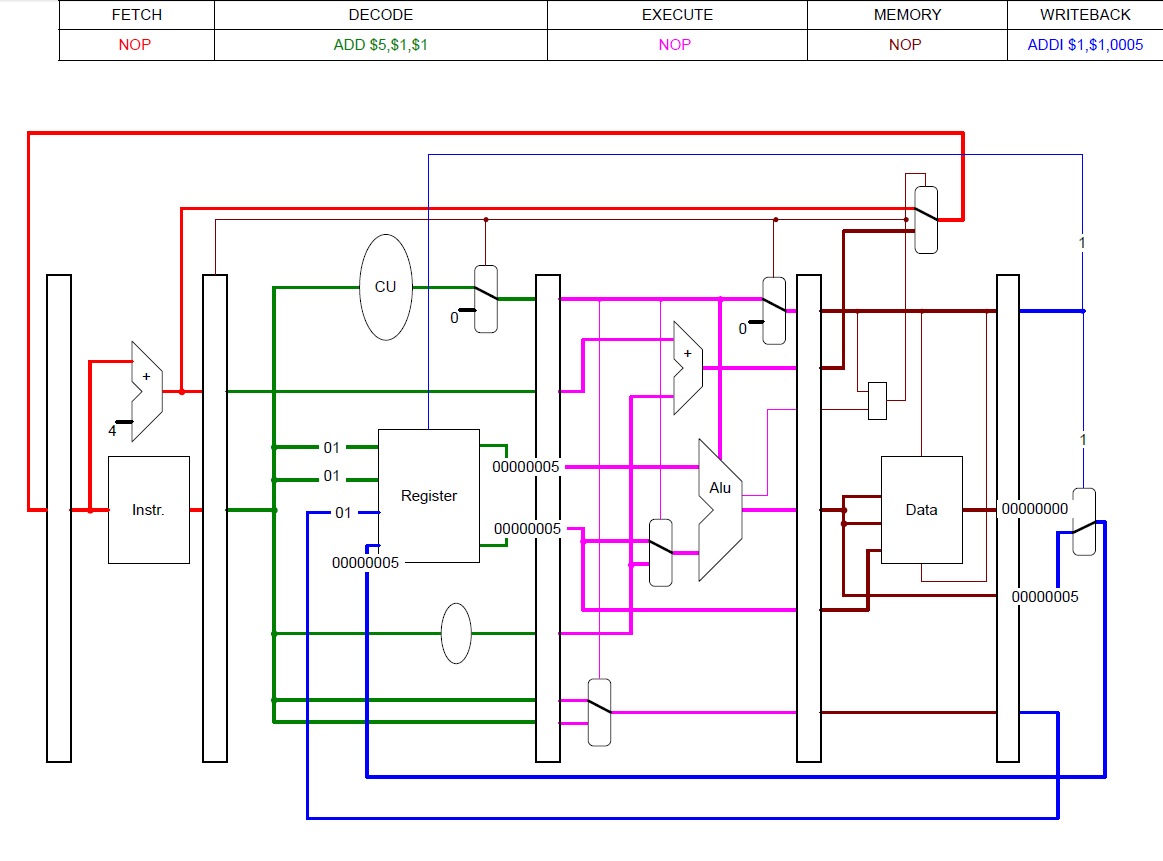 FETCH DECODE EXECUTE MEMORY WRITEBACK
NOP ADD $5,$1,$1 NOP NOP ADDI $1,$1,0005
1
CU
0
0
+
+
4
1
01
00000005
01
Alu
Register
Instr.
01
Data
00000000
00000005
00000005
00000005